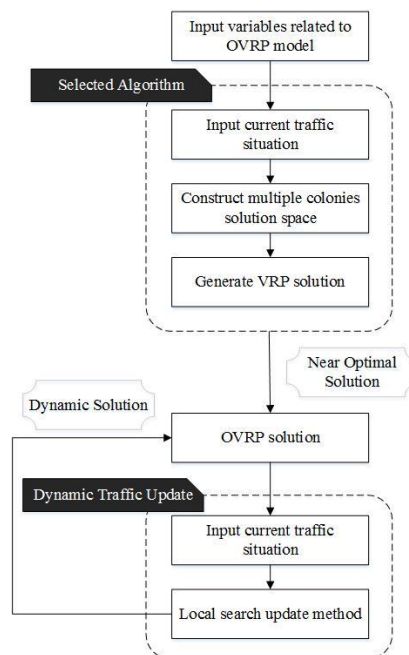 Input variables related to
OVRP model
Selected Algorithm
Input current traffic
situation
Construct multiple colonies
solution space
Generate VRP solution
Near Optimal
Solution
Dynamic Solution
OVRP solution
Dynamic Traffic Update
Input current traffic
situation
Local search update method